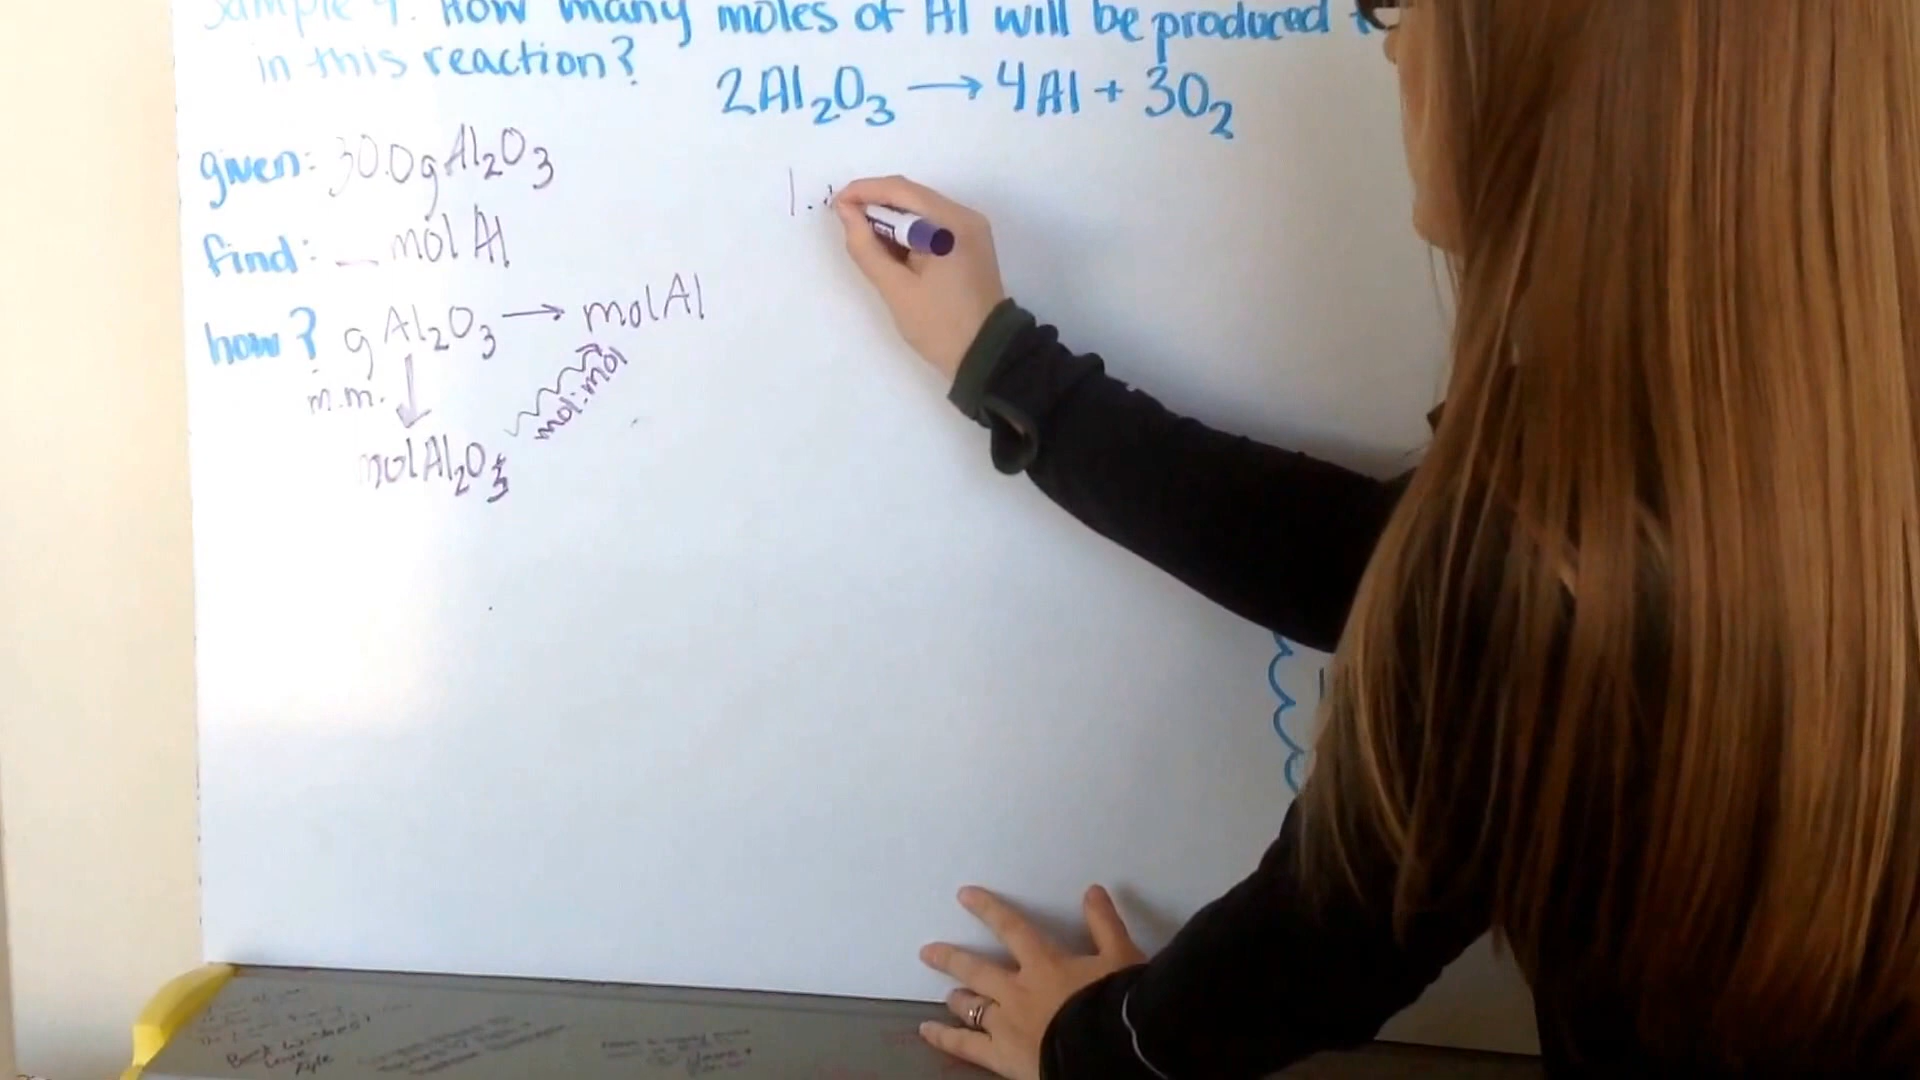 Sample 4. How many moles of Al will be produced
in this reaction?
2Al₂O₃ → 4Al + 3O₂
given: 30.0g Al₂O₃
find: __ mol Al
how? g Al₂O₃ → mol Al
m.m.
mol:mol
mol Al₂O₃
1.